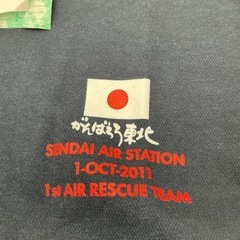 がんばろう東北
SINDAI AIR STATION
1-OCT-2011
1st AIR RESCUE TEAM